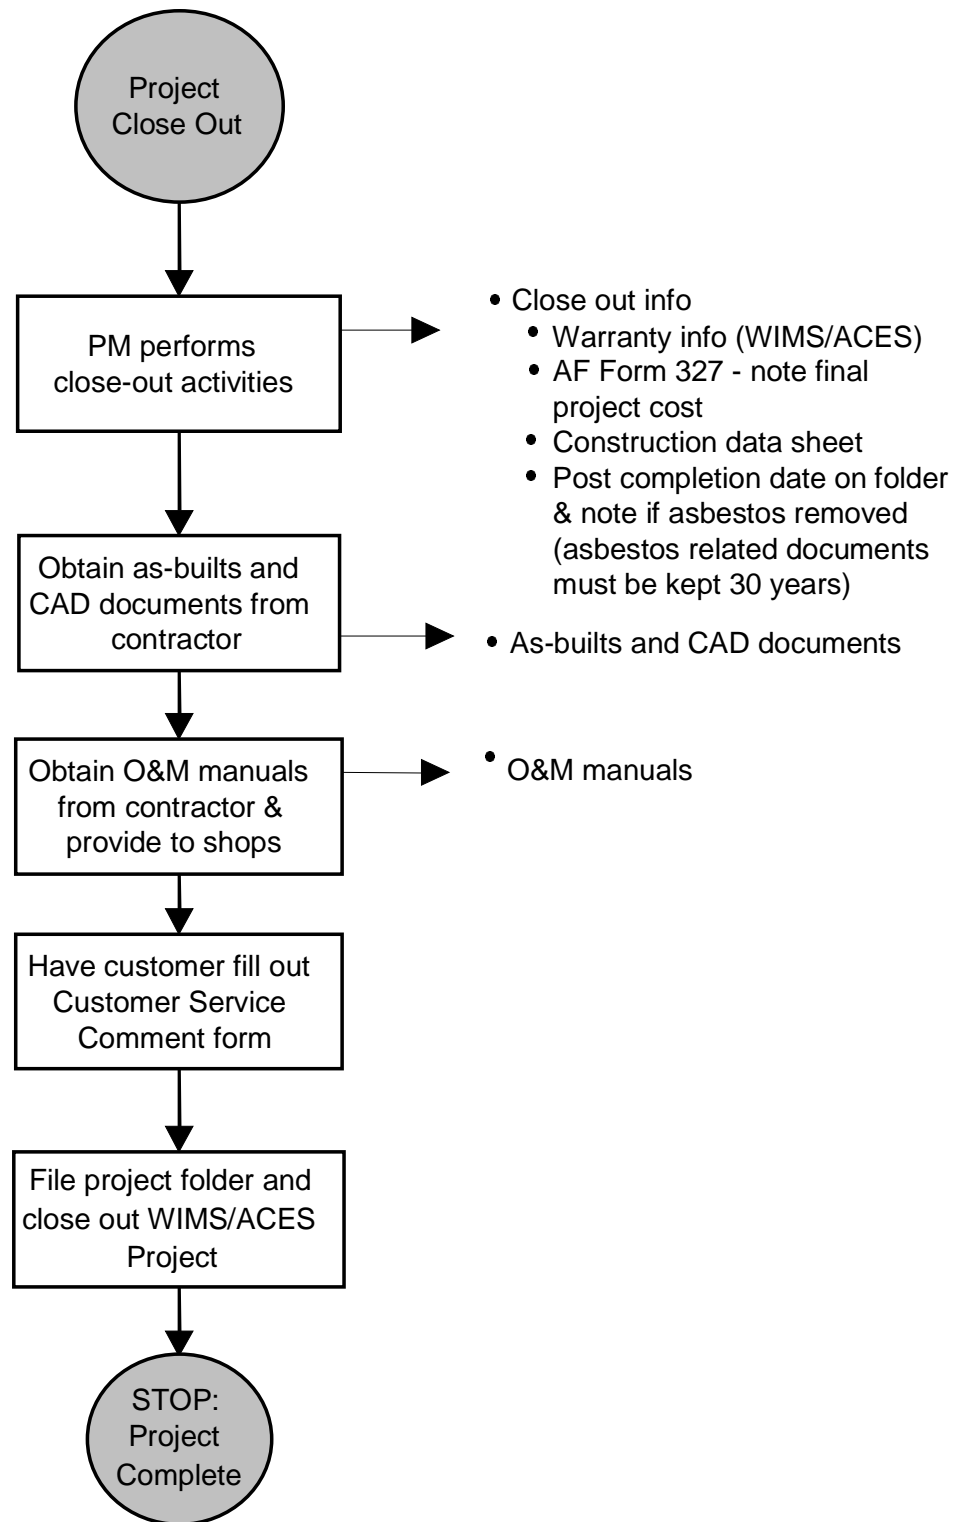 Project
Close Out
PM performs
close-out activities
• Close out info
• Warranty info (WIMS/ACES)
• AF Form 327 - note final
project cost
• Construction data sheet
• Post completion date on folder
& note if asbestos removed
(asbestos related documents
must be kept 30 years)
Obtain as-builts and
CAD documents from
contractor
• As-builts and CAD documents
Obtain O&M manuals
from contractor &
provide to shops
• O&M manuals
Have customer fill out
Customer Service
Comment form
File project folder and
close out WIMS/ACES
Project
STOP:
Project
Complete